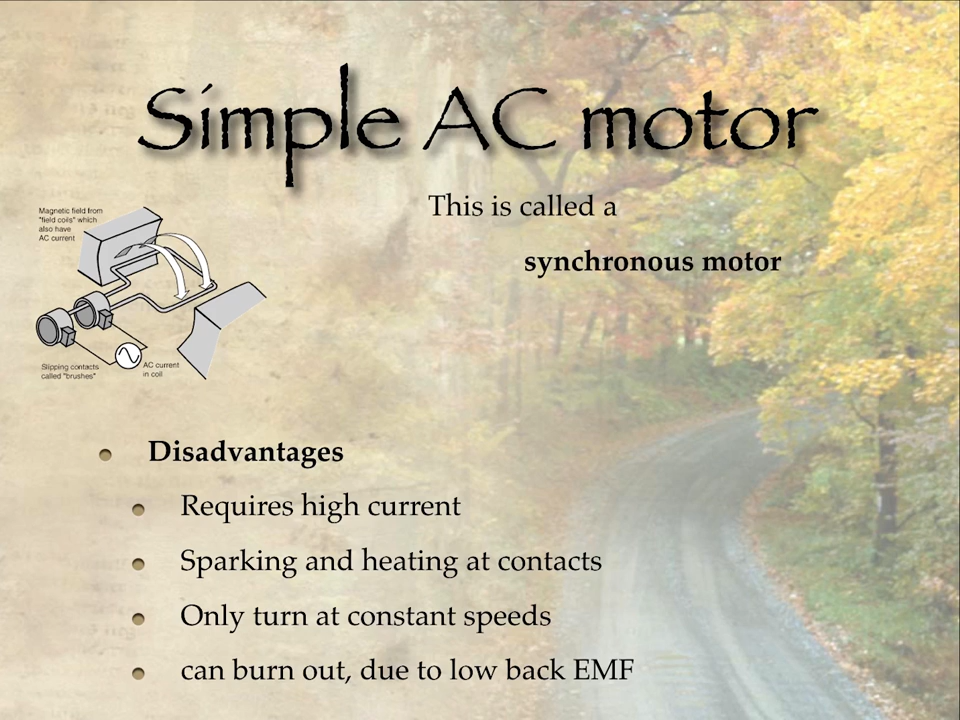 Simple AC motor
This is called a
synchronous motor
Magnetic field from
"field coils" which
also have
AC current
Slipping contacts
called "brushes"
AC current
in coil
Disadvantages
Requires high current
Sparking and heating at contacts
Only turn at constant speeds
can burn out, due to low back EMF